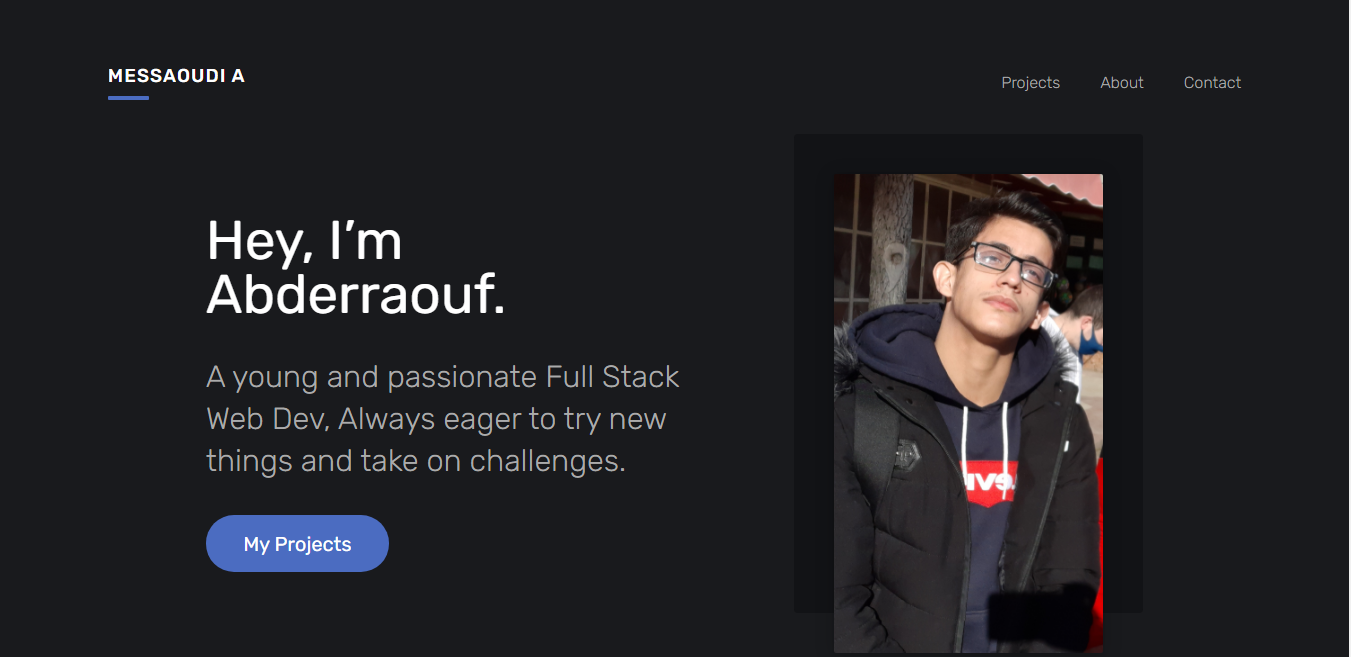 MESSAOUDI A
Projects
About
Contact
Hey, I’m
Abderraouf.
A young and passionate Full Stack
Web Dev, Always eager to try new
things and take on challenges.
My Projects